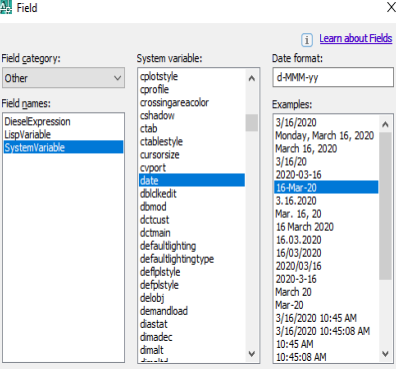 Field
Learn about Fields
Field category:
Other
Field names:
DieselExpression
LispVariable
SystemVariable
System variable:
cplotstyle
cprofile
crossingareacolor
cshadow
ctab
ctablestyle
cursorsize
cvport
date
dblclkedit
dbmod
dctcust
dctmain
defaultlighting
defaultlightingtype
deflplstyle
defplstyle
delobj
demandload
diastat
dimadec
dimalt
dimaltd
Date format:
d-MMM-yy
Examples:
3/16/2020
Monday, March 16, 2020
March 16, 2020
3/16/20
2020-03-16
16-Mar-20
3.16.2020
Mar. 16, 20
16 March 2020
16.03.2020
16/03/2020
2020/03/16
2020-3-16
March 20
Mar-20
3/16/2020 10:45 AM
3/16/2020 10:45:08 AM
10:45 AM
10:45:08 AM